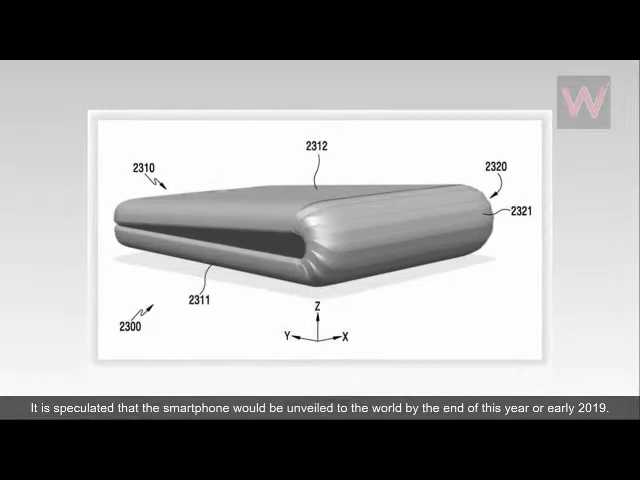 W
2312
2310
2320
2321
2311
2300
Z
Y
X
It is speculated that the smartphone would be unveiled to the world by the end of this year or early 2019.